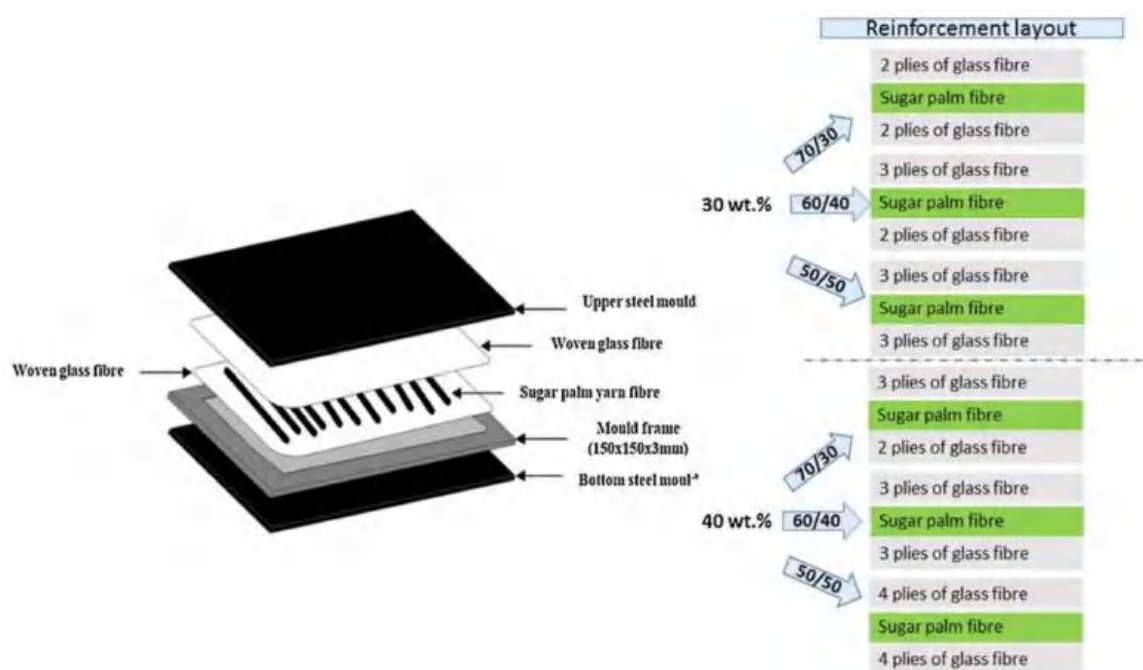 Reinforcement layout
2 plies of glass fibre
Sugar palm fibre
2 plies of glass fibre
70/30
3 plies of glass fibre
30 wt.%
60/40
Sugar palm fibre
2 plies of glass fibre
50/50
3 plies of glass fibre
Sugar palm fibre
3 plies of glass fibre
Upper steel mould
Woven glass fibre
Woven glass fibre
Sugar palm yarn fibre
Mould frame
(150x150x3mm)
Bottom steel moul
3 plies of glass fibre
Sugar palm fibre
2 plies of glass fibre
70/30
3 plies of glass fibre
40 wt.%
60/40
Sugar palm fibre
3 plies of glass fibre
50/50
4 plies of glass fibre
Sugar palm fibre
4 plies of glass fibre